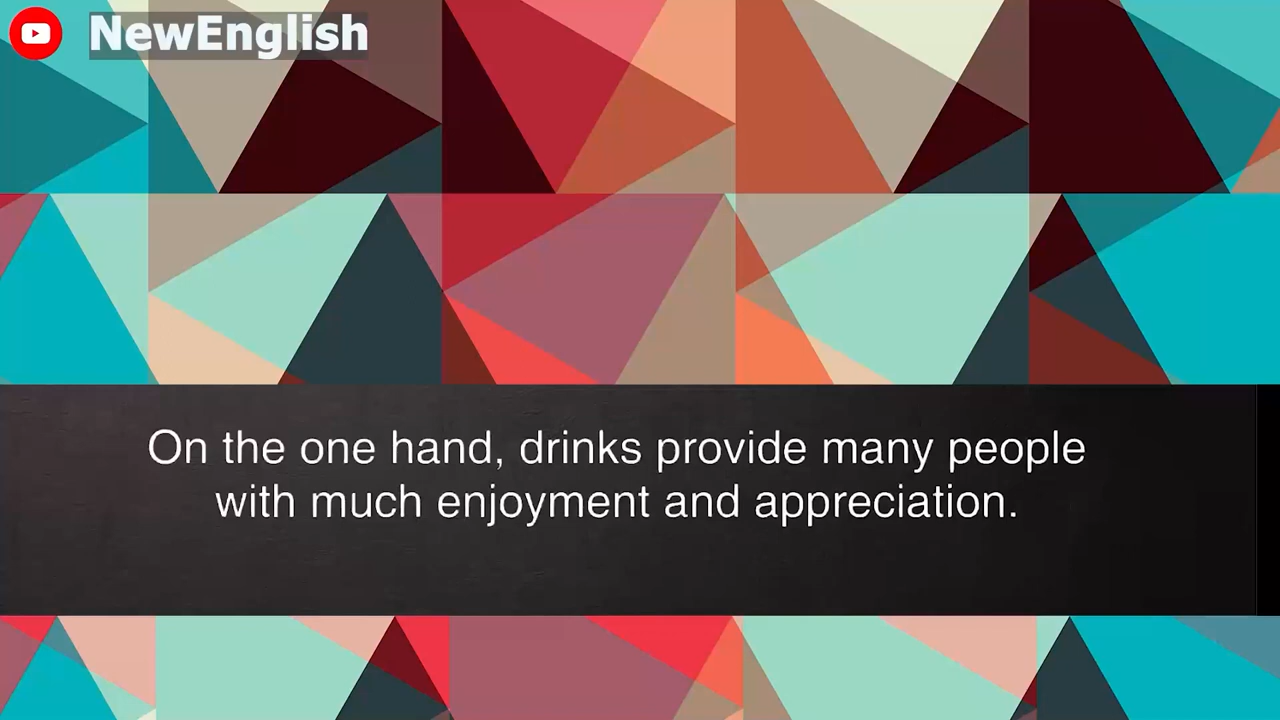 NewEnglish
On the one hand, drinks provide many people
with much enjoyment and appreciation.